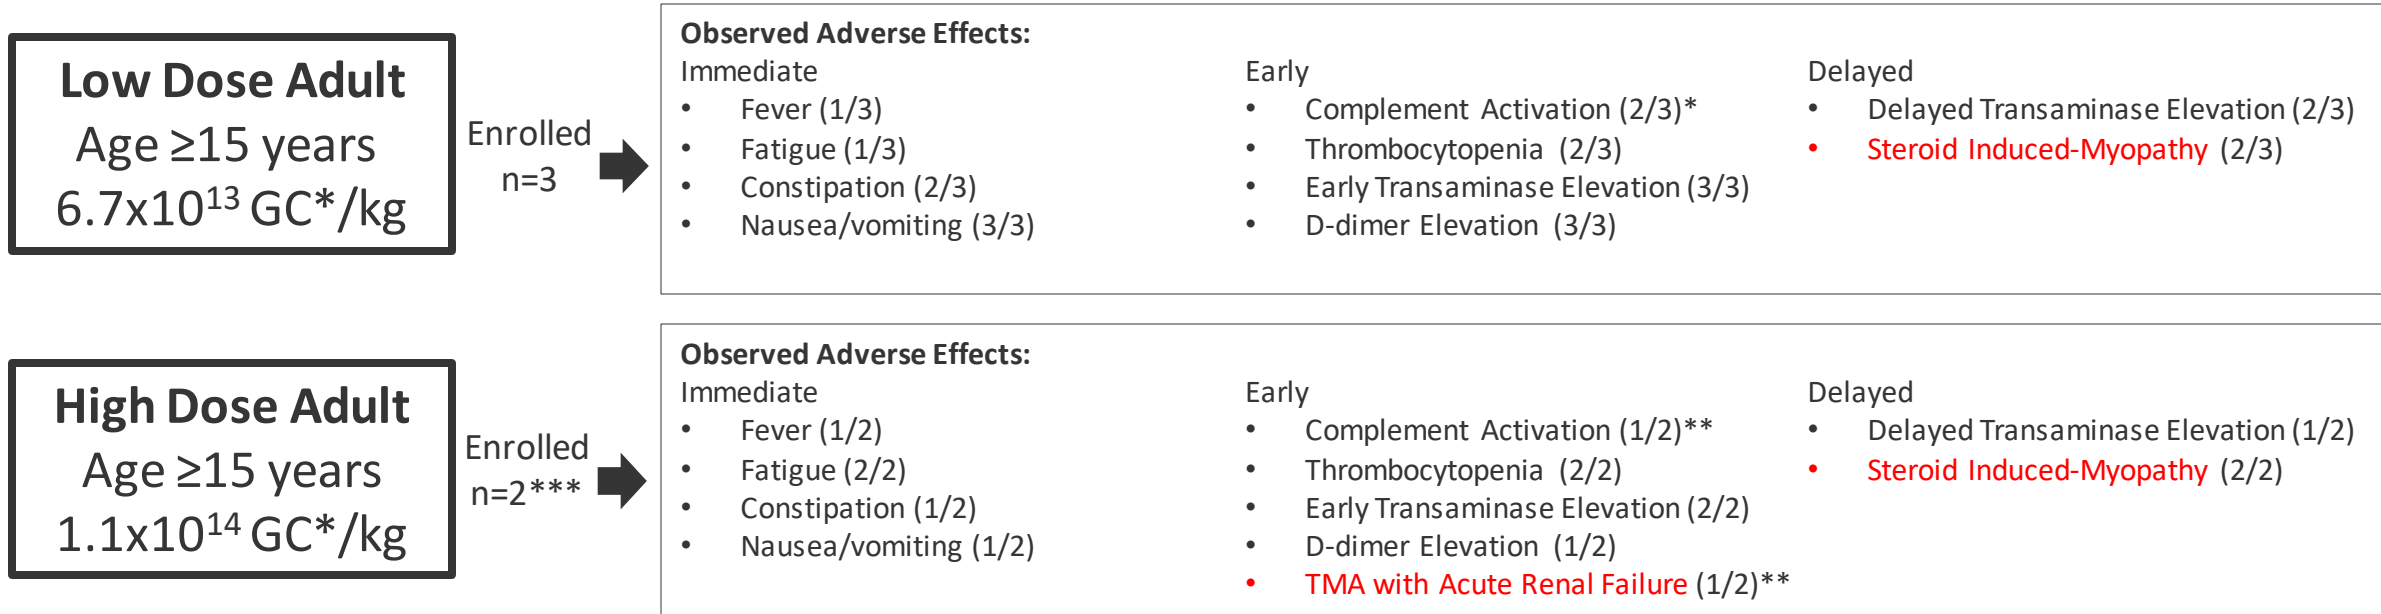 Low Dose Adult
Age ≥15 years
6.7x10¹³ GC*/kg
Enrolled
n=3
Observed Adverse Effects:
Immediate
• Fever (1/3)
• Fatigue (1/3)
• Constipation (2/3)
• Nausea/vomiting (3/3)
Early
• Complement Activation (2/3)*
• Thrombocytopenia (2/3)
• Early Transaminase Elevation (3/3)
• D-dimer Elevation (3/3)
Delayed
• Delayed Transaminase Elevation (2/3)
• Steroid Induced-Myopathy (2/3)
High Dose Adult
Age ≥15 years
1.1x10¹⁴ GC*/kg
Enrolled
n=2***
Observed Adverse Effects:
Immediate
• Fever (1/2)
• Fatigue (2/2)
• Constipation (1/2)
• Nausea/vomiting (1/2)
Early
• Complement Activation (1/2)**
• Thrombocytopenia (2/2)
• Early Transaminase Elevation (2/2)
• D-dimer Elevation (1/2)
• TMA with Acute Renal Failure (1/2)**
Delayed
• Delayed Transaminase Elevation (1/2)
• Steroid Induced-Myopathy (2/2)